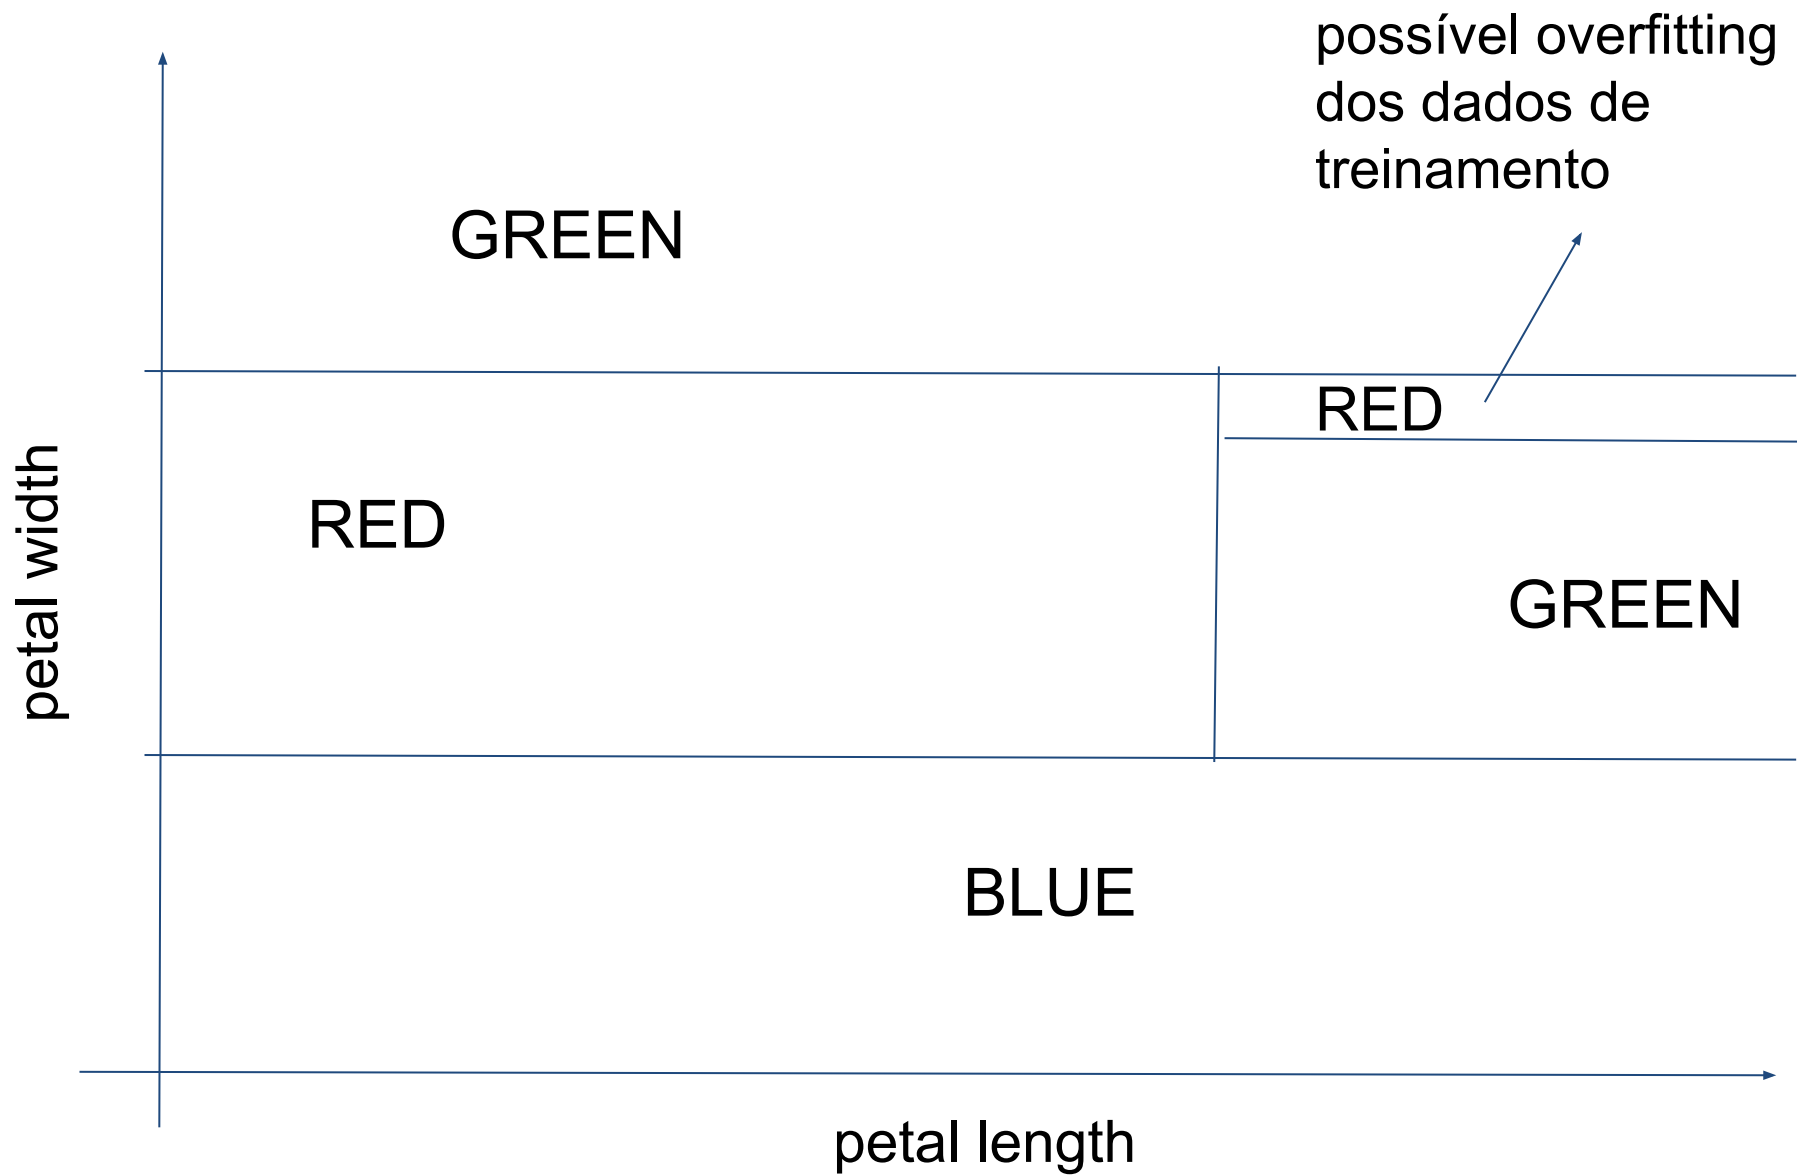 possível overfitting
dos dados de
treinamento
GREEN
RED
RED
GREEN
petal width
BLUE
petal length